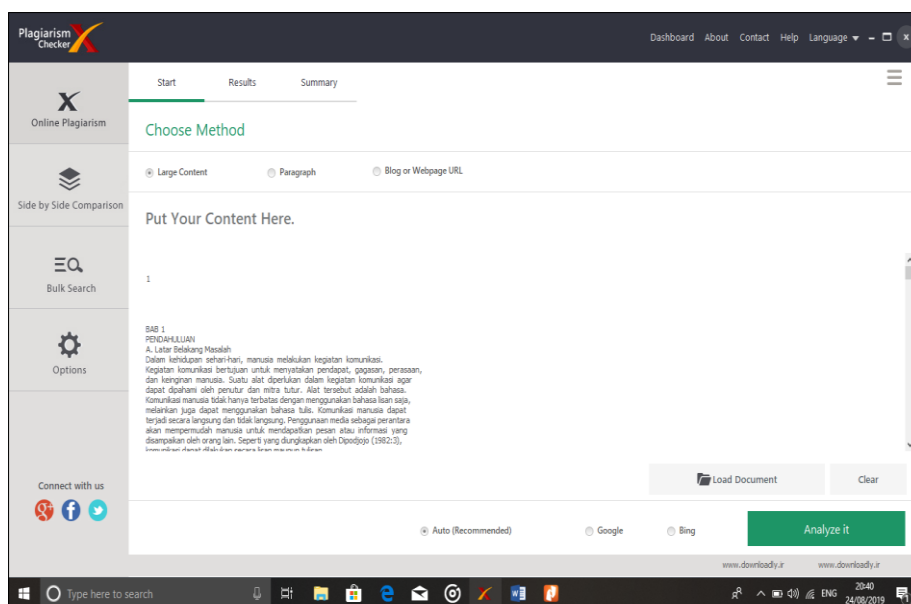 Plagiarism
Checker
Dashboard About Contact Help Language
Online Plagiarism
Side by Side Comparison
Bulk Search
Options
Connect with us
Start Results Summary
Choose Method
Large Content Paragraph Blog or Webpage URL
Put Your Content Here.
1
BAB 1
PENDAHULUAN
A. Latar Belakang Masalah
Dalam kehidupan sehari-hari, manusia melakukan kegiatan komunikasi.
Kegiatan komunikasi bertujuan untuk menyatakan pendapat, gagasan, perasaan,
dan keinginan manusia. Suatu alat diperlukan dalam kegiatan komunikasi agar
dapat dipahami oleh penutur dan mitra tutur. Alat tersebut adalah bahasa.
Komunikasi manusia tidak hanya terbatas dengan menggunakan bahasa lisan saja,
melainkan juga dapat menggunakan bahasa tulis. Komunikasi manusia dapat
terjadi secara langsung dan tidak langsung. Penggunaan media sebagai perantara
akan mempermudah manusia untuk mendapatkan pesan atau informasi yang
disampaikan oleh orang lain. Seperti yang diungkapkan oleh Dipodjojo (1982:3),
komunikasi dapat dilakukan secara lisan maupun tulisan.
Load Document Clear
Auto (Recommended) Google Bing Analyze it
www.downloadly.ir www.downloadly.ir
Type here to search
ENG
20:40
24/08/2019